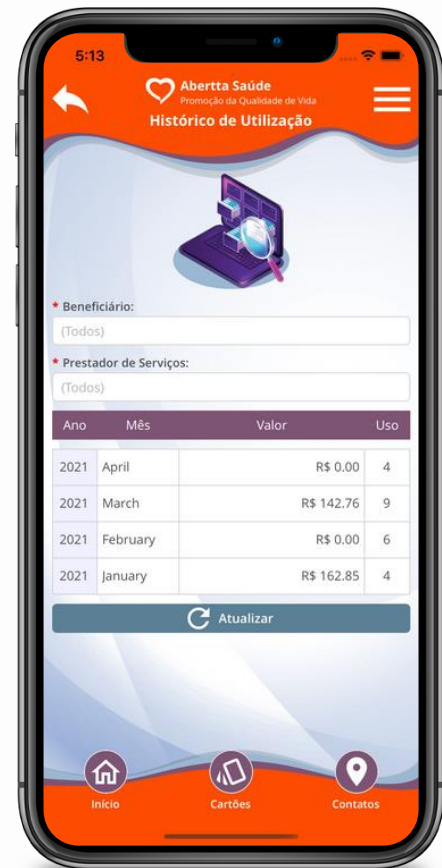 5:13
Abertta Saúde
Promoção da Qualidade de Vida
Histórico de Utilização
* Beneficiário:
(Todos)
* Prestador de Serviços:
(Todos)
Ano Mês Valor Uso
2021 April R$ 0.00 4
2021 March R$ 142.76 9
2021 February R$ 0.00 6
2021 January R$ 162.85 4
Atualizar
Início Cartões Contatos